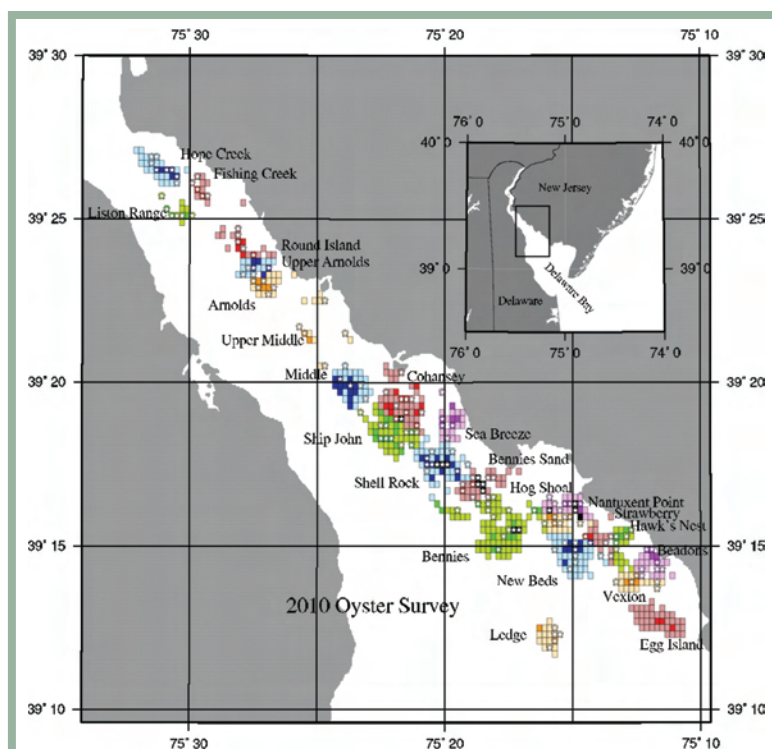 75˚ 30
75˚ 20
75˚ 10
39˚ 30
39˚ 30
76˚ 0
75˚ 0
74˚ 0
40˚ 0
40˚ 0
New Jersey
39˚ 0
39˚ 0
Delaware Bay
Delaware
76˚ 0
75˚ 0
74˚ 0
Hope Creek
Fishing Creek
39˚ 25
39˚ 25
Liston Range
Round Island
Upper Arnolds
Arnolds
Upper Middle
39˚ 20
39˚ 20
Middle
Cohansey
Ship John
Sea Breeze
Shell Rock
Bennies Sand
Hog Shoal
Nantuxent Point
Strawberry
Hawk's Nest
39˚ 15
39˚ 15
Bennies
Beadons
New Beds
Vexton
2010 Oyster Survey
Ledge
Egg Island
39˚ 10
39˚ 10
75˚ 30
75˚ 20
75˚ 10